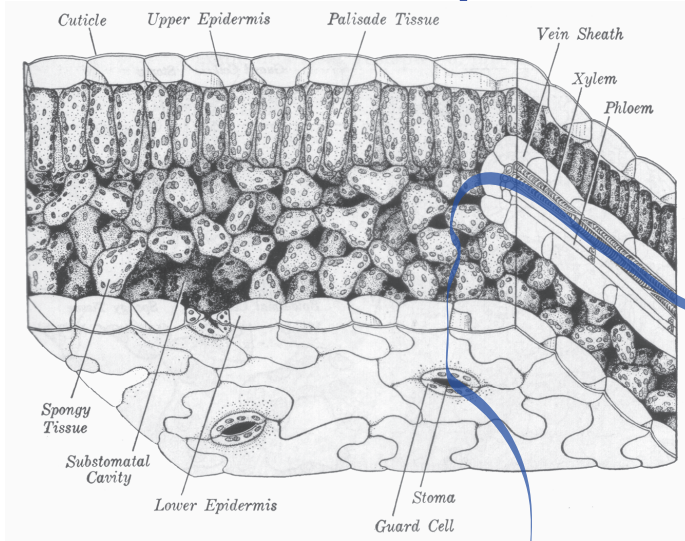 Cuticle
Upper Epidermis
Palisade Tissue
Vein Sheath
Xylem
Phloem
Spongy
Tissue
Substomatal
Cavity
Lower Epidermis
Stoma
Guard Cell